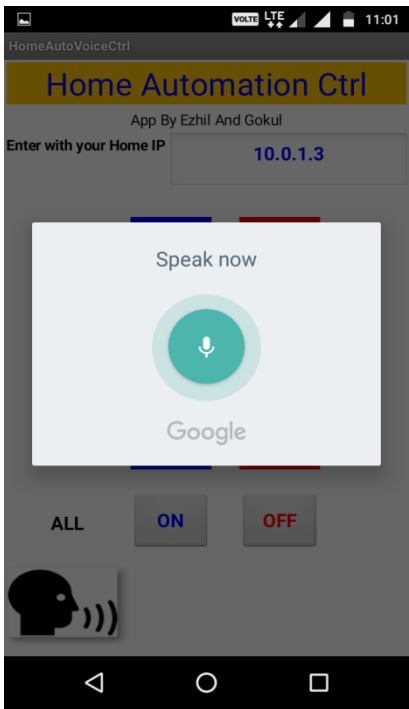 VOLTE LTE 11:01
HomeAutoVoiceCtrl
Home Automation Ctrl
App By Ezhil And Gokul
Enter with your Home IP 10.0.1.3
Speak now
Google
ALL ON OFF